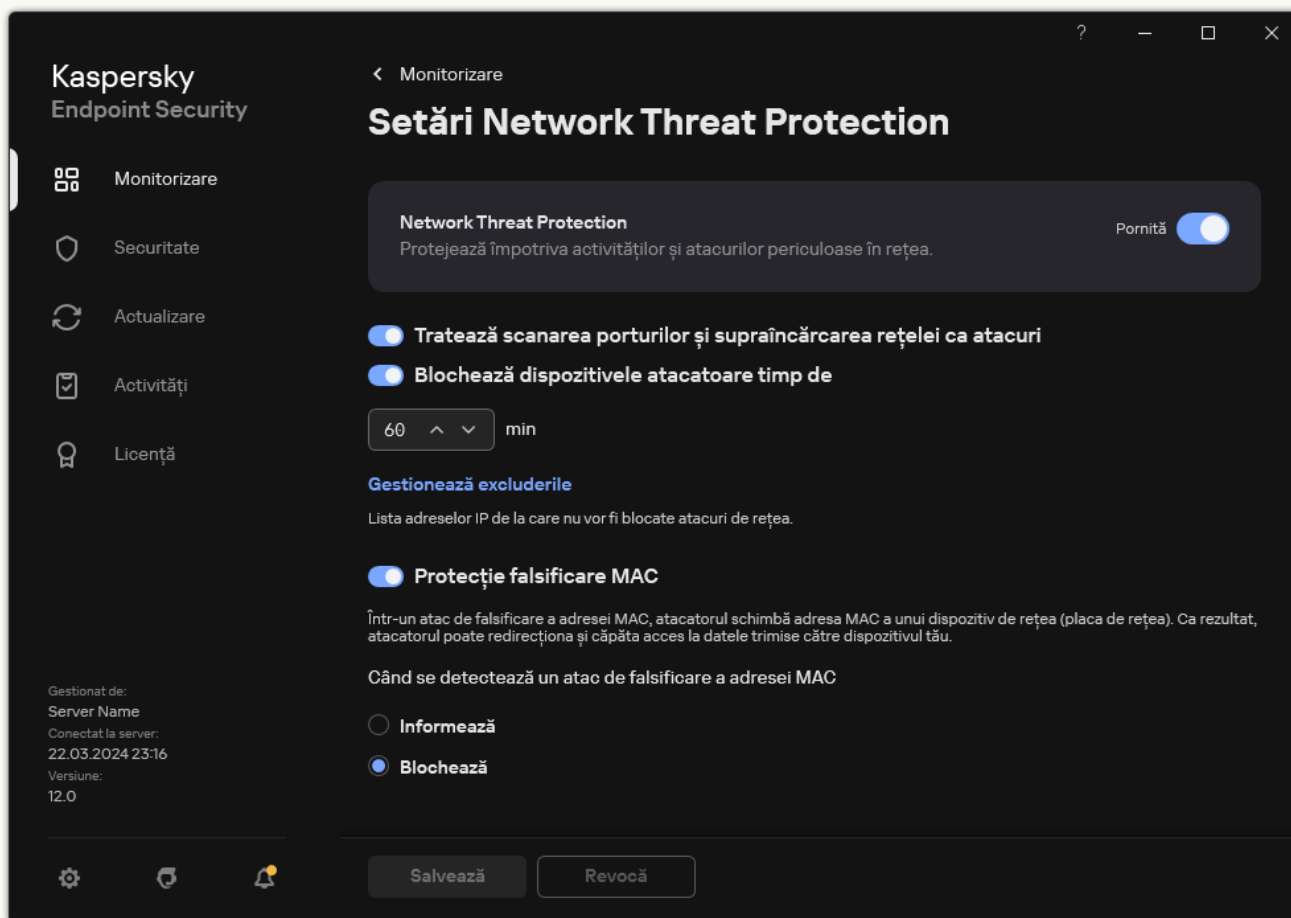 Kaspersky
Endpoint Security
Monitorizare
Securitate
Actualizare
Activități
Licență
Gestionat de:
Server Name
Conectat la server:
22.03.2024 23:16
Versiune:
12.0
?
Monitorizare
Setări Network Threat Protection
Network Threat Protection
Protejează împotriva activităților și atacurilor periculoase în rețea.
Pornită
Tratează scanarea porturilor și supraîncărcarea rețelei ca atacuri
Blochează dispozitivele atacatoare timp de
60 min
Gestionează excluderile
Lista adreselor IP de la care nu vor fi blocate atacuri de rețea.
Protecție falsificare MAC
Într-un atac de falsificare a adresei MAC, atacatorul schimbă adresa MAC a unui dispozitiv de rețea (placa de rețea). Ca rezultat,
atacatorul poate redirecționa și căpăta acces la datele trimise către dispozitivul tău.
Când se detectează un atac de falsificare a adresei MAC
Informează
Blochează
Salvează
Revocă